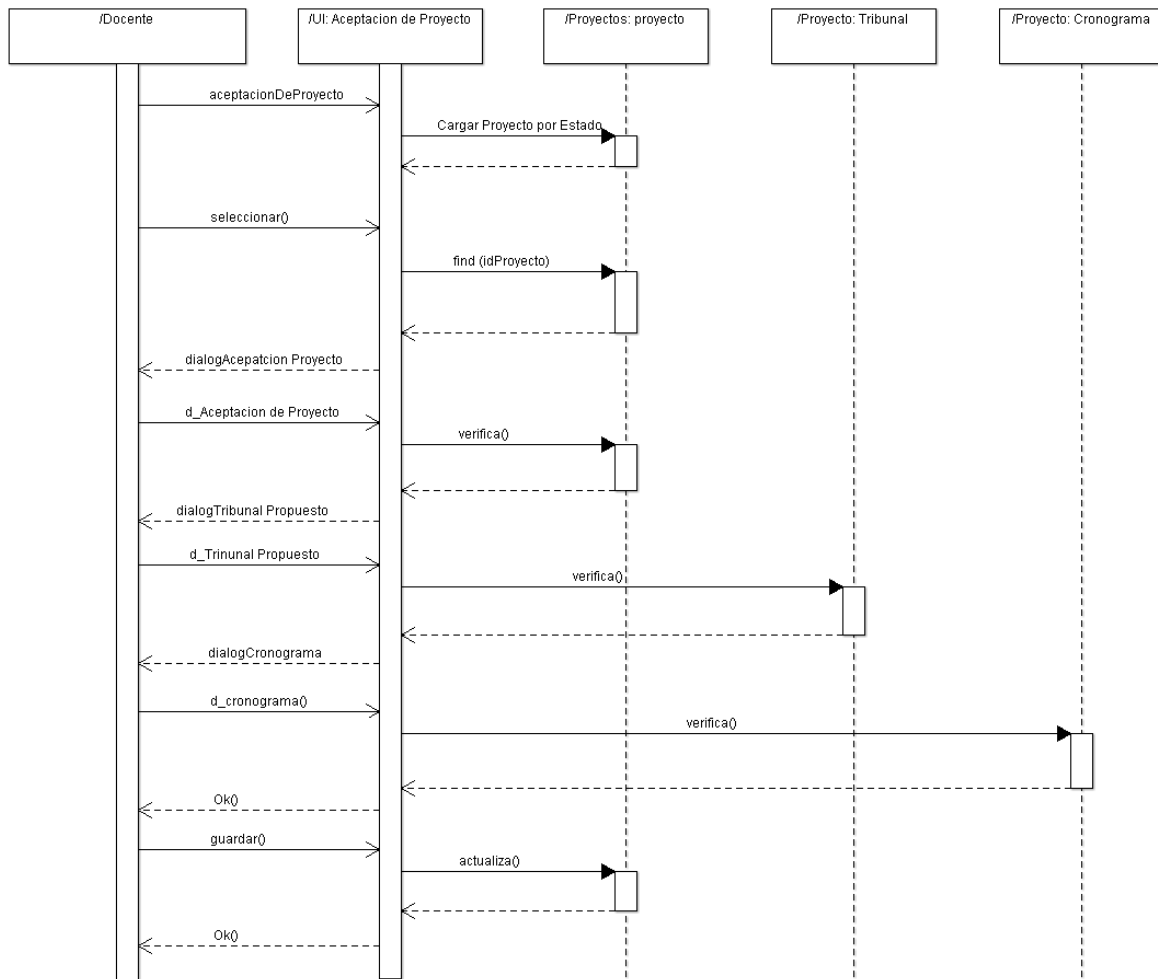 /Docente
/UI: Aceptacion de Proyecto
/Proyectos: proyecto
/Proyecto: Tribunal
/Proyecto: Cronograma
aceptacionDeProyecto
Cargar Proyecto por Estado
seleccionar()
find (idProyecto)
dialogAcepatcion Proyecto
d_Aceptacion de Proyecto
verifica()
dialogTribunal Propuesto
d_Trinunal Propuesto
verifica()
dialogCronograma
d_cronograma()
verifica()
Ok()
guardar()
actualiza()
Ok()